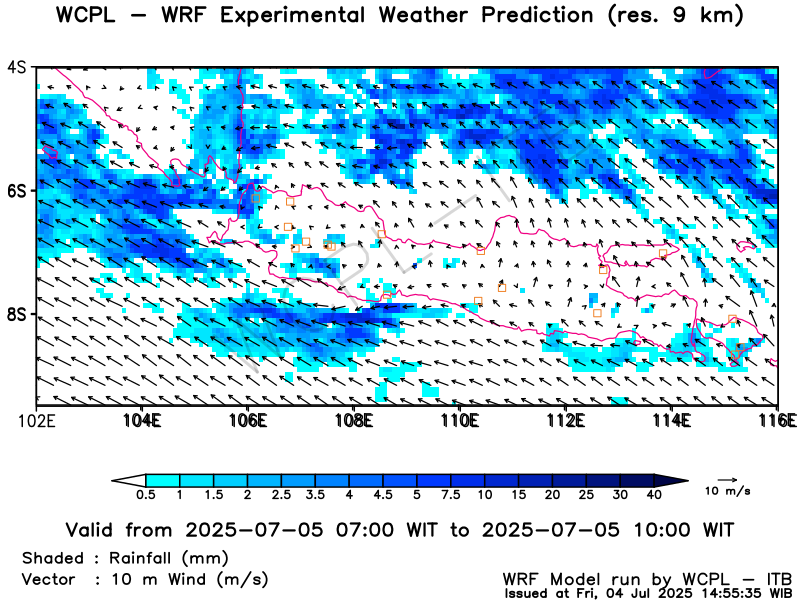 WCPL – WRF Experimental Weather Prediction (res. 9 km)
4S
6S
8S
102E 104E 106E 108E 110E 112E 114E 116E
0.5 1 1.5 2 2.5 3.5 4 4.5 5 7.5 10 15 20 25 30 40
10 m/s
Valid from 2025-07-05 07:00 WIT to 2025-07-05 10:00 WIT
Shaded : Rainfall (mm)
Vector : 10 m Wind (m/s)
WRF Model run by WCPL – ITB
Issued at Fri, 04 Jul 2025 14:55:35 WIB